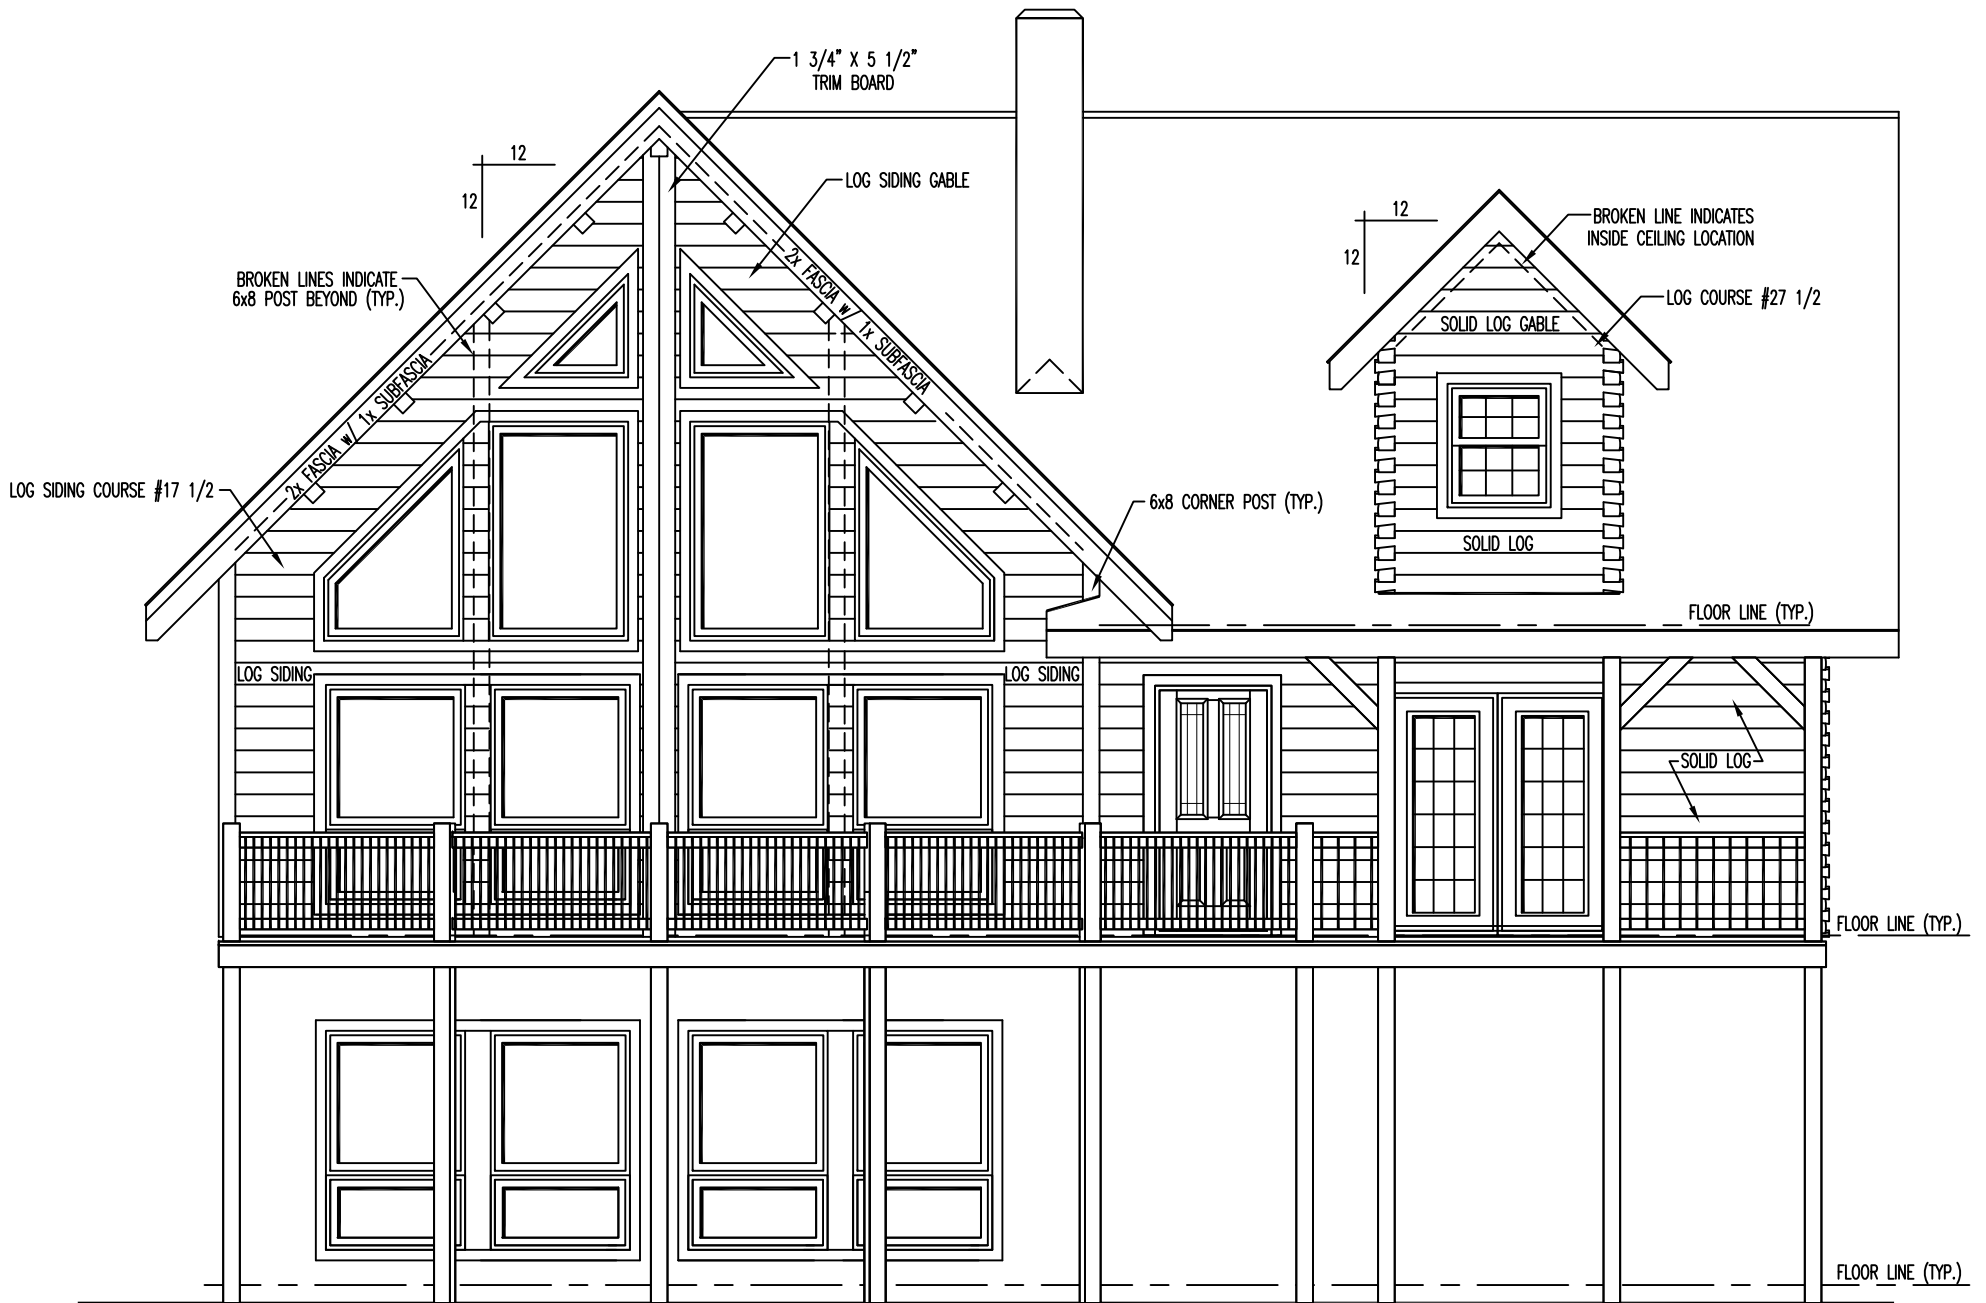 1 3/4" X 5 1/2"
TRIM BOARD
12
12
LOG SIDING GABLE
12
12
BROKEN LINE INDICATES
INSIDE CEILING LOCATION
BROKEN LINES INDICATE
6x8 POST BEYOND (TYP.)
LOG COURSE #27 1/2
SOLID LOG GABLE
2x FASCIA w/ 1x SUBFASCIA
2x FASCIA w/ 1x SUBFASCIA
LOG SIDING COURSE #17 1/2
6x8 CORNER POST (TYP.)
SOLID LOG
FLOOR LINE (TYP.)
LOG SIDING
LOG SIDING
SOLID LOG
FLOOR LINE (TYP.)
FLOOR LINE (TYP.)